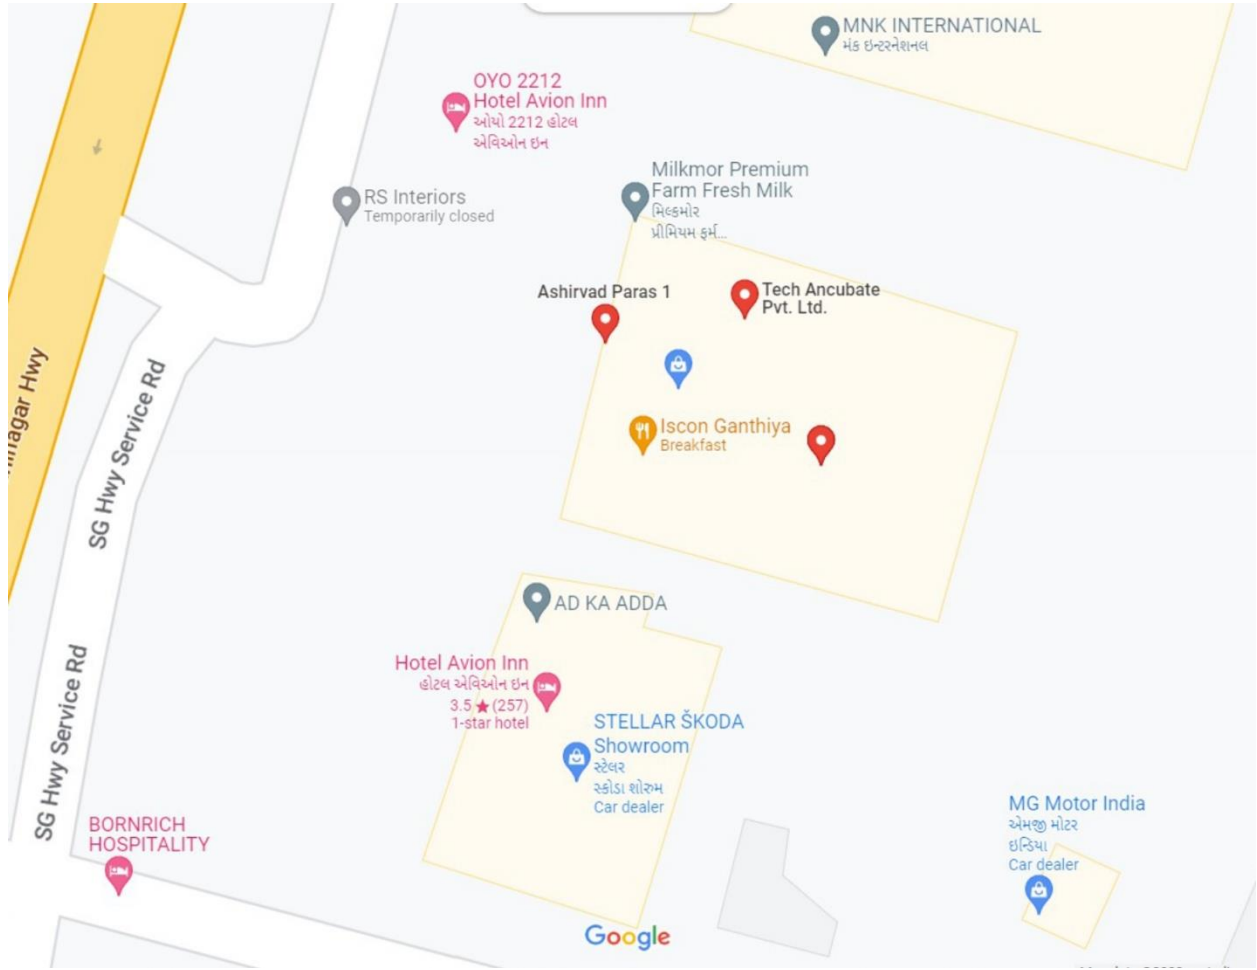 MNK INTERNATIONAL
મંક ઇન્ટરનેશનલ
OYO 2212
Hotel Avion Inn
ઓયો 2212 હોટલ
એવિઓન ઇન
Milkmor Premium
Farm Fresh Milk
મિલ્કમોર
પ્રીમિયમ ફર્મ...
RS Interiors
Temporarily closed
Ashirvad Paras 1
Tech Ancubate
Pvt. Ltd.
Hwy
SG Hwy Service Rd
Iscon Ganthiya
Breakfast
AD KA ADDA
Hotel Avion Inn
હોટલ એવિઓન ઇન
3.5 ★ (257)
1-star hotel
SG Hwy Service Rd
STELLAR ŠKODA
Showroom
સ્ટેલર
સ્કોડા શોરુમ
Car dealer
BORNRICH
HOSPITALITY
MG Motor India
એમજી મોટર
ઇન્ડિયા
Car dealer
Google